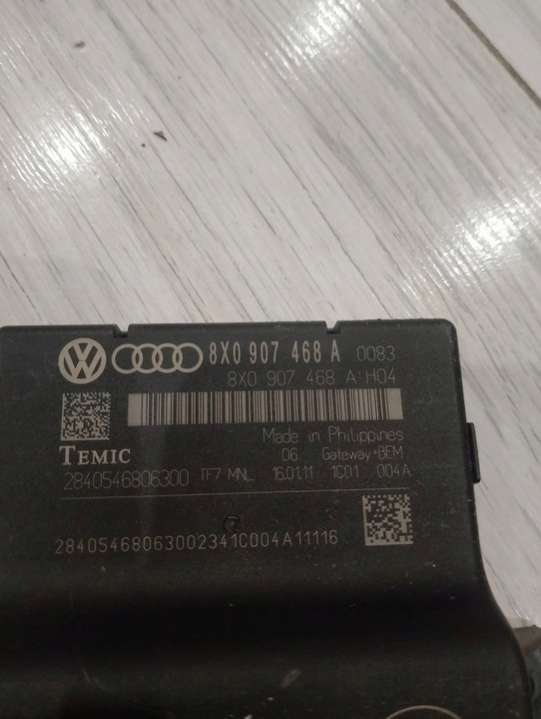 8X0 907 468 A 0083
8X0 907 468 A H04
Made in Philippines
TEMIC 06 Gateway+BEM
2840546806300 TF7 MNL 16.01.11 1C01 004A
28405468063002341C004A11116